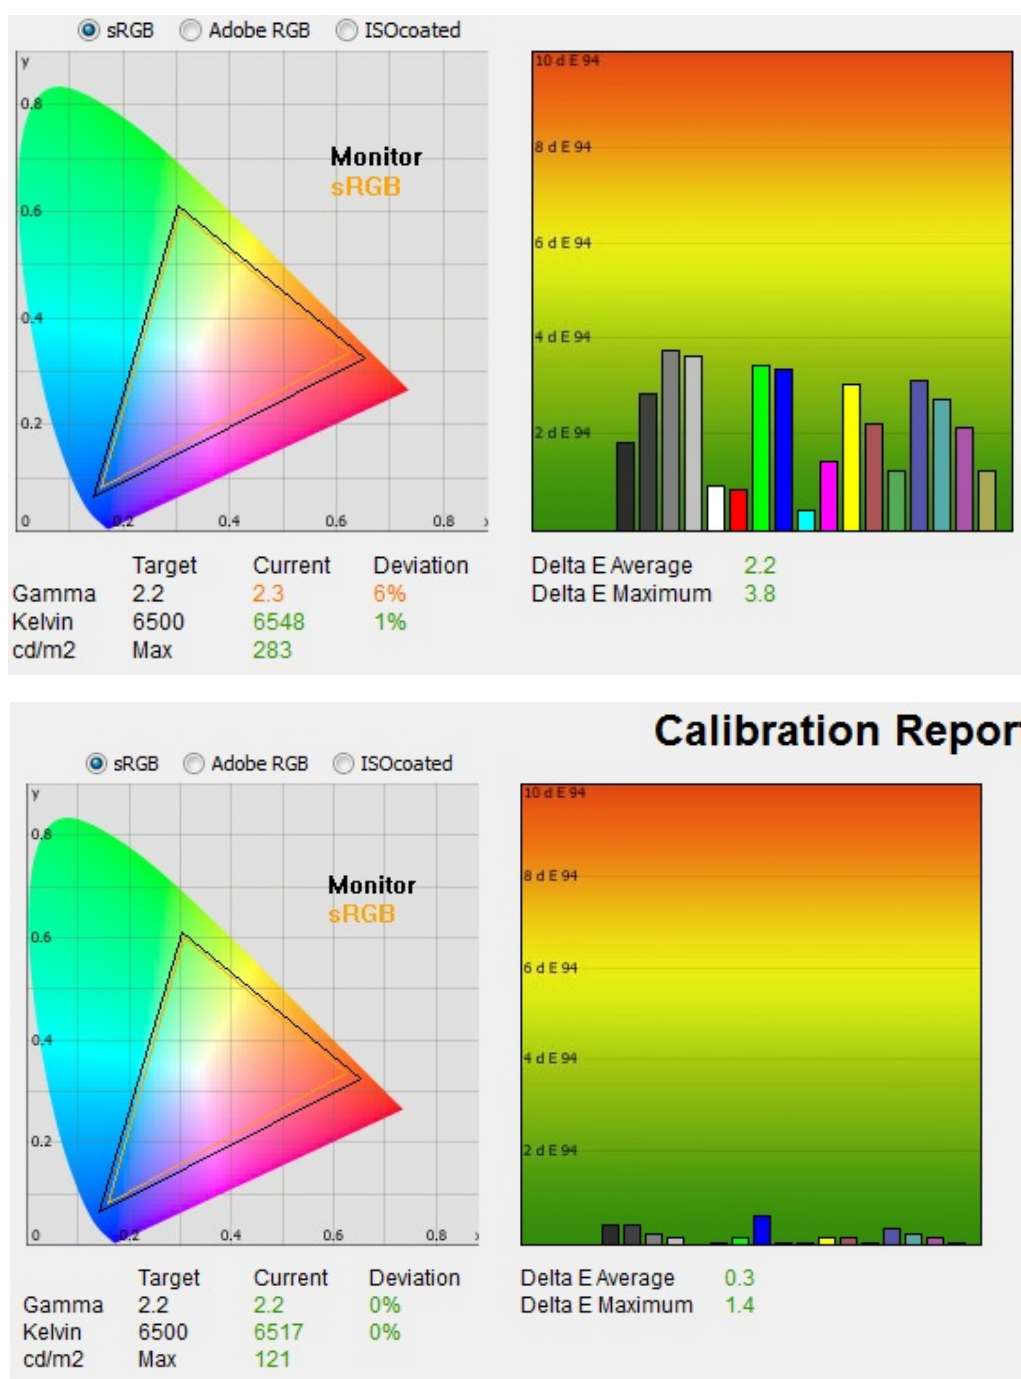 sRGB Adobe RGB ISOcoated
y
10 d E 94
0.8
8 d E 94
Monitor
sRGB
0.6
6 d E 94
0.4
4 d E 94
0.2
2 d E 94
0 0.2 0.4 0.6 0.8 x
Target Current Deviation
Gamma 2.2 2.3 6%
Kelvin 6500 6548 1%
cd/m2 Max 283
Delta E Average 2.2
Delta E Maximum 3.8
Calibration Repor
sRGB Adobe RGB ISOcoated
y
10 d E 94
0.8
8 d E 94
Monitor
sRGB
0.6
6 d E 94
0.4
4 d E 94
0.2
2 d E 94
0 0.2 0.4 0.6 0.8
Target Current Deviation
Gamma 2.2 2.2 0%
Kelvin 6500 6517 0%
cd/m2 Max 121
Delta E Average 0.3
Delta E Maximum 1.4